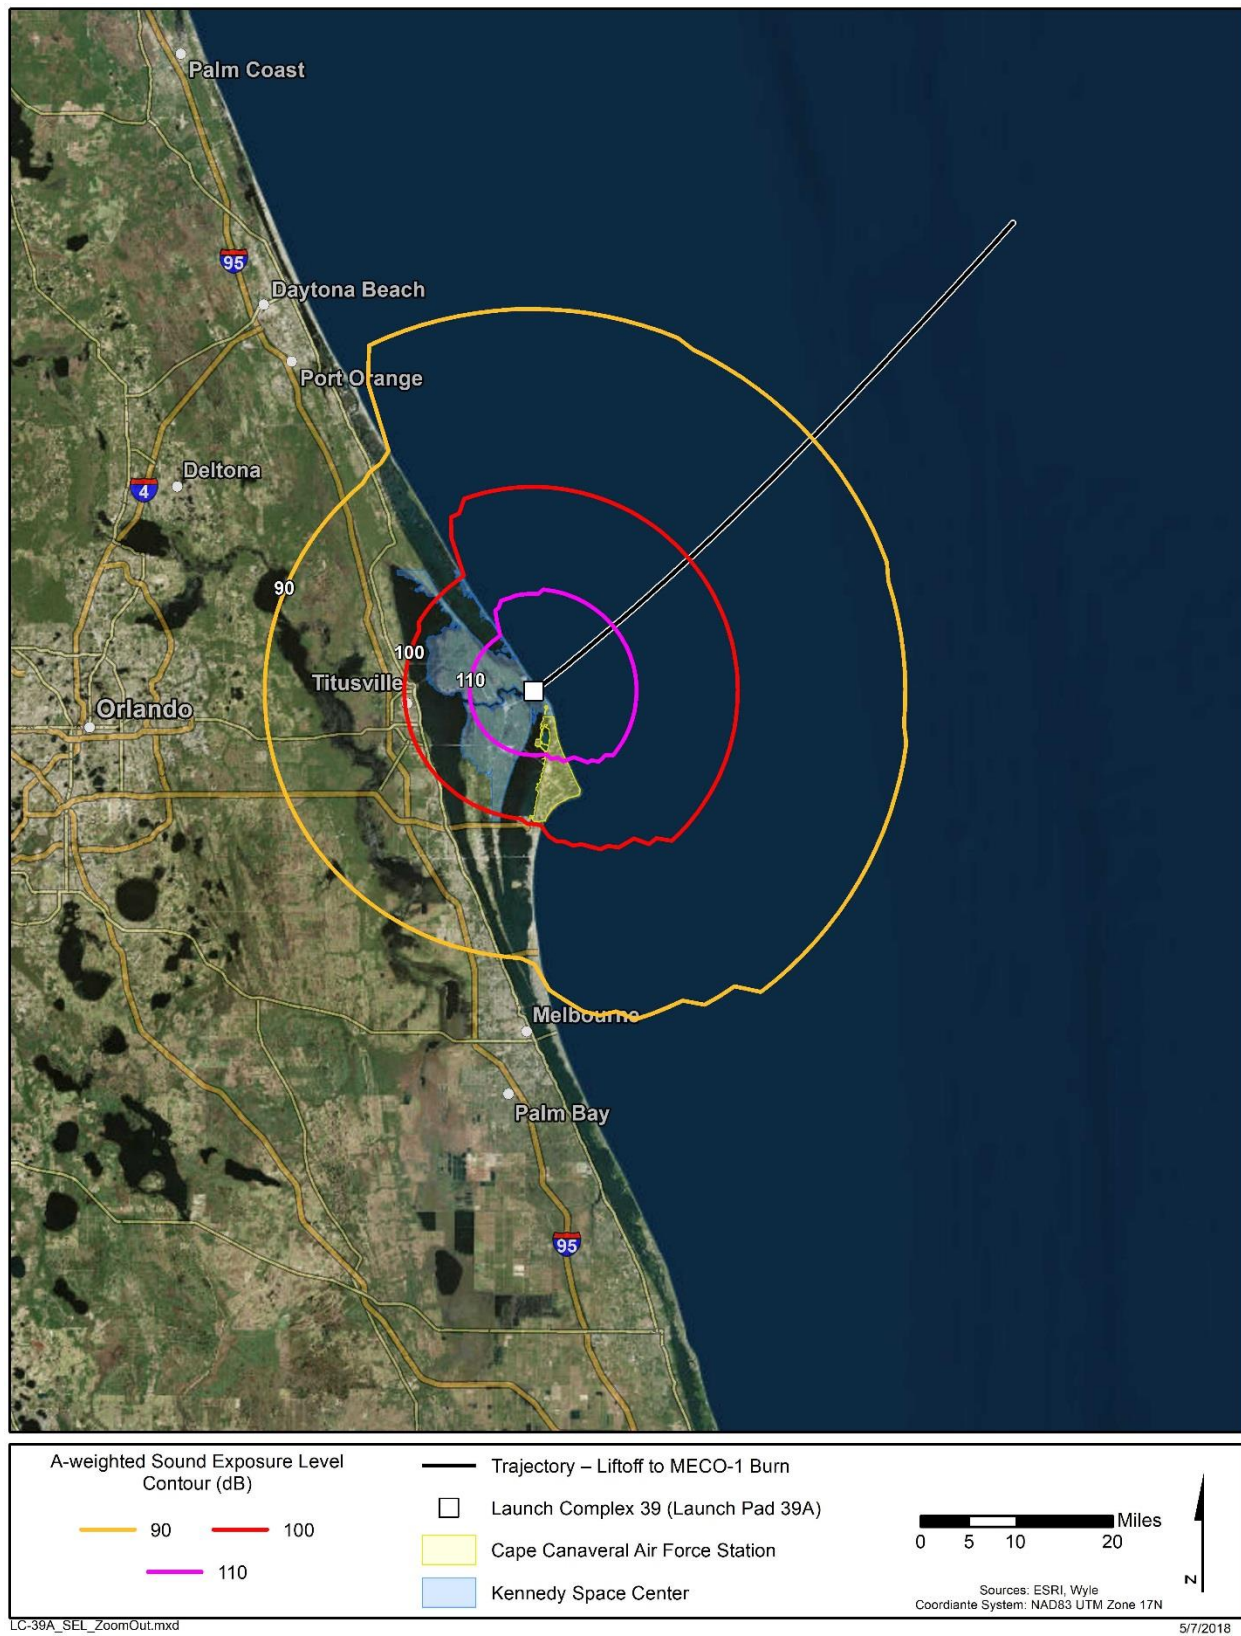 Palm Coast
95
Daytona Beach
Port Orange
Deltona
4
90
100
Titusville
110
Orlando
Melbourne
Palm Bay
95
A-weighted Sound Exposure Level
Contour (dB)
90
100
110
Trajectory – Liftoff to MECO-1 Burn
Launch Complex 39 (Launch Pad 39A)
Cape Canaveral Air Force Station
Kennedy Space Center
Miles
0 5 10 20
N
Sources: ESRI, Wyle
Coordiante System: NAD83 UTM Zone 17N
LC-39A_SEL_ZoomOut.mxd
5/7/2018